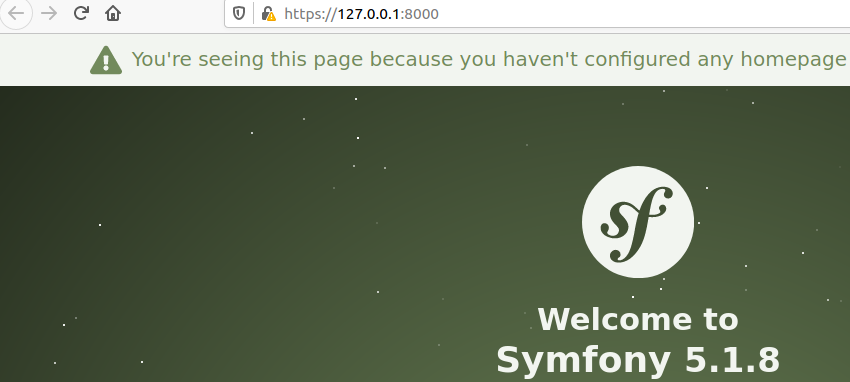 https://127.0.0.1:8000
You're seeing this page because you haven't configured any homepage
sf
Welcome to
Symfony 5.1.8